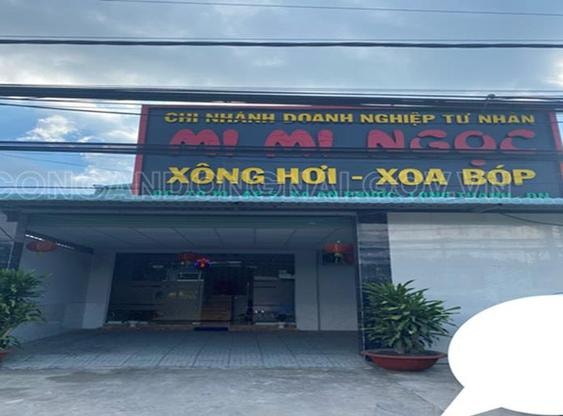 CHI NHÁNH DOANH NGHIỆP TƯ NHÂN
MI MI NGỌC
XÔNG HƠI - XOA BÓP
CONGANDONGNAI.GOV.VN